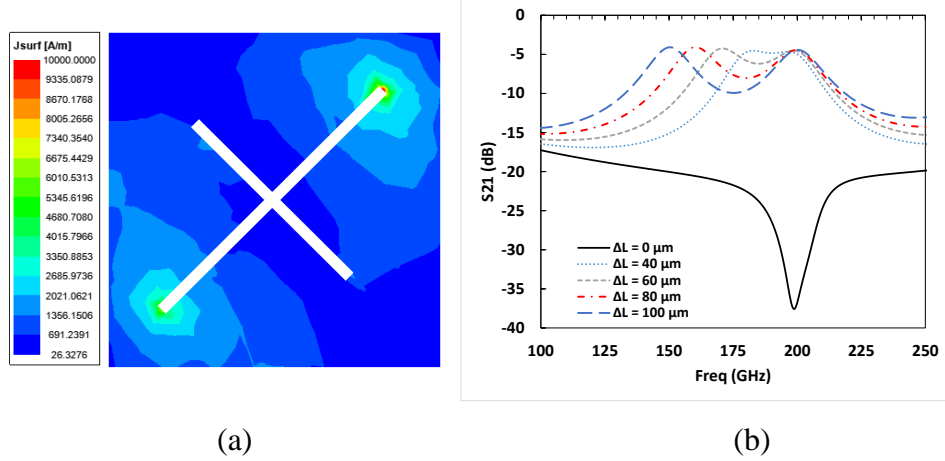 Jsurf [A/m]
10000.0000
9335.0879
8670.1768
8005.2656
7340.3540
6675.4429
6010.5313
5345.6196
4680.7080
4015.7966
3350.8853
2685.9736
2021.0621
1356.1506
691.2391
26.3276
(a)
0
-5
-10
-15
-20
-25
-30
-35
-40
S21 (dB)
ΔL = 0 μm
ΔL = 40 μm
ΔL = 60 μm
ΔL = 80 μm
ΔL = 100 μm
100 125 150 175 200 225 250
Freq (GHz)
(b)